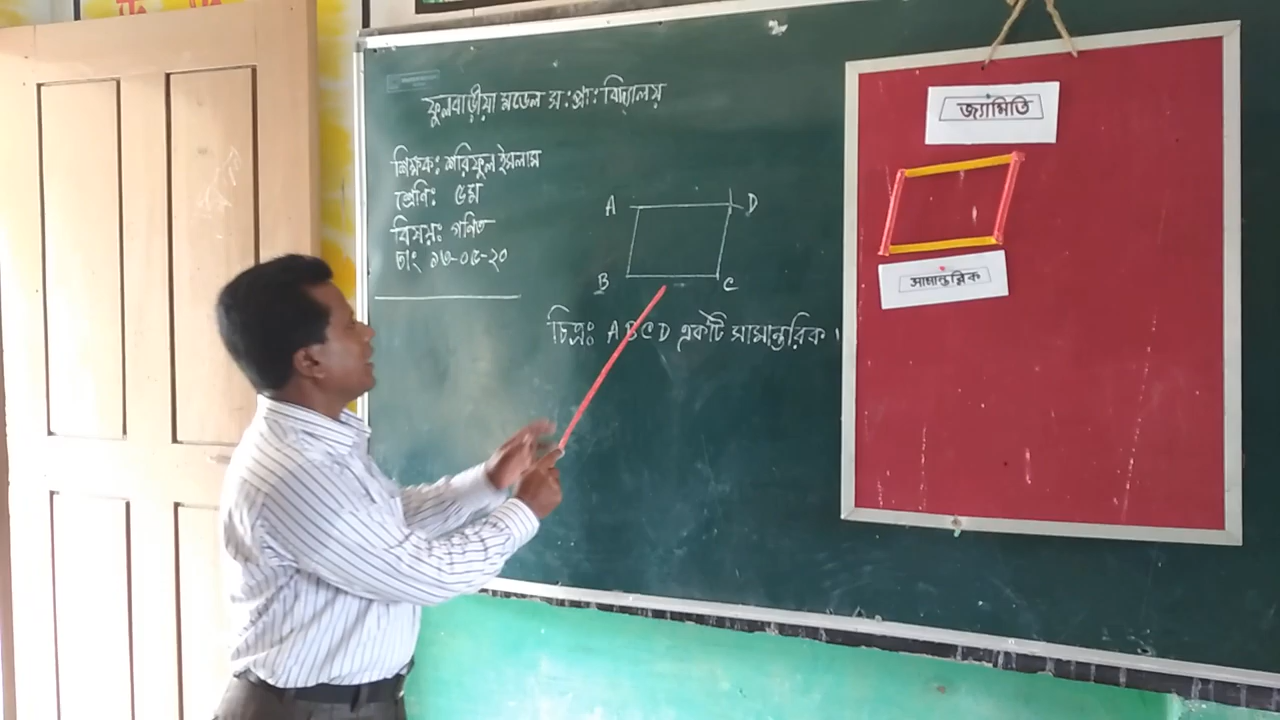 ফুলবাড়ীয়া মডেল স:প্রা: বিদ্যালয়
শিক্ষক: শরিফুল ইসলাম
শ্রেণি: ৫ম
বিষয়: গণিত
তাং ১৩-০৫-২০
A D
B C
চিত্র: ABCD একটি সামান্তরিক।
জ্যামিতি
সামান্তরিক